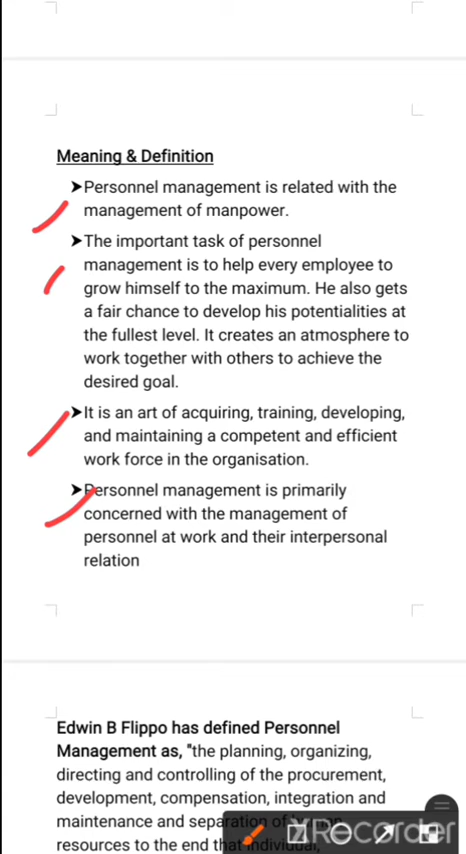 Meaning & Definition
➤Personnel management is related with the
management of manpower.
➤The important task of personnel
management is to help every employee to
grow himself to the maximum. He also gets
a fair chance to develop his potentialities at
the fullest level. It creates an atmosphere to
work together with others to achieve the
desired goal.
➤It is an art of acquiring, training, developing,
and maintaining a competent and efficient
work force in the organisation.
➤Personnel management is primarily
concerned with the management of
personnel at work and their interpersonal
relation
Edwin B Flippo has defined Personnel
Management as, "the planning, organizing,
directing and controlling of the procurement,
development, compensation, integration and
maintenance and separation of human
resources to the end that individual,
Recorder